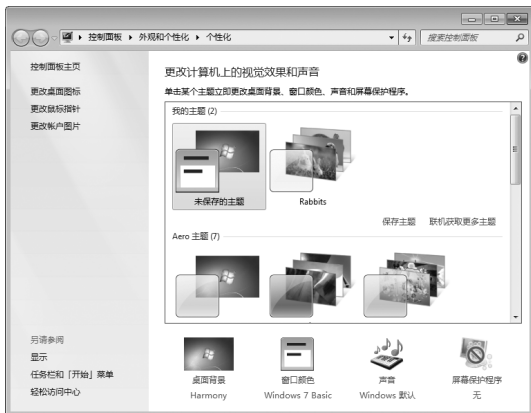 控制面板 ▸ 外观和个性化 ▸ 个性化
搜索控制面板
控制面板主页
更改桌面图标
更改鼠标指针
更改帐户图片
更改计算机上的视觉效果和声音
单击某个主题立即更改桌面背景、窗口颜色、声音和屏幕保护程序。
我的主题 (2)
未保存的主题
Rabbits
保存主题 联机获取更多主题
Aero 主题 (7)
另请参阅
显示
任务栏和「开始」菜单
轻松访问中心
桌面背景
Harmony
窗口颜色
Windows 7 Basic
声音
Windows 默认
屏幕保护程序
无